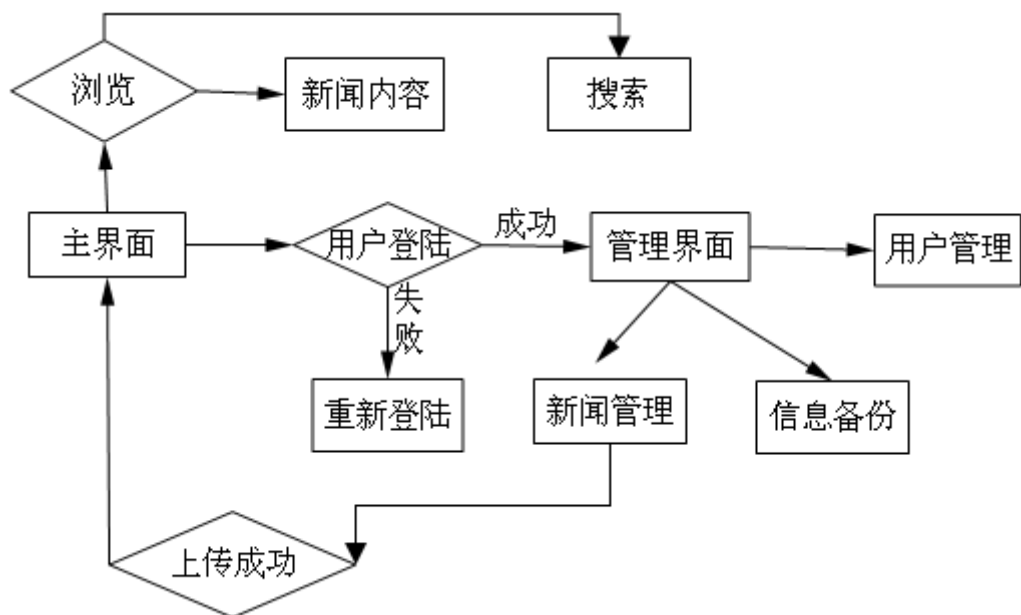 浏览
新闻内容
搜索
主界面
用户登陆
成功
管理界面
用户管理
失
败
重新登陆
新闻管理
信息备份
上传成功